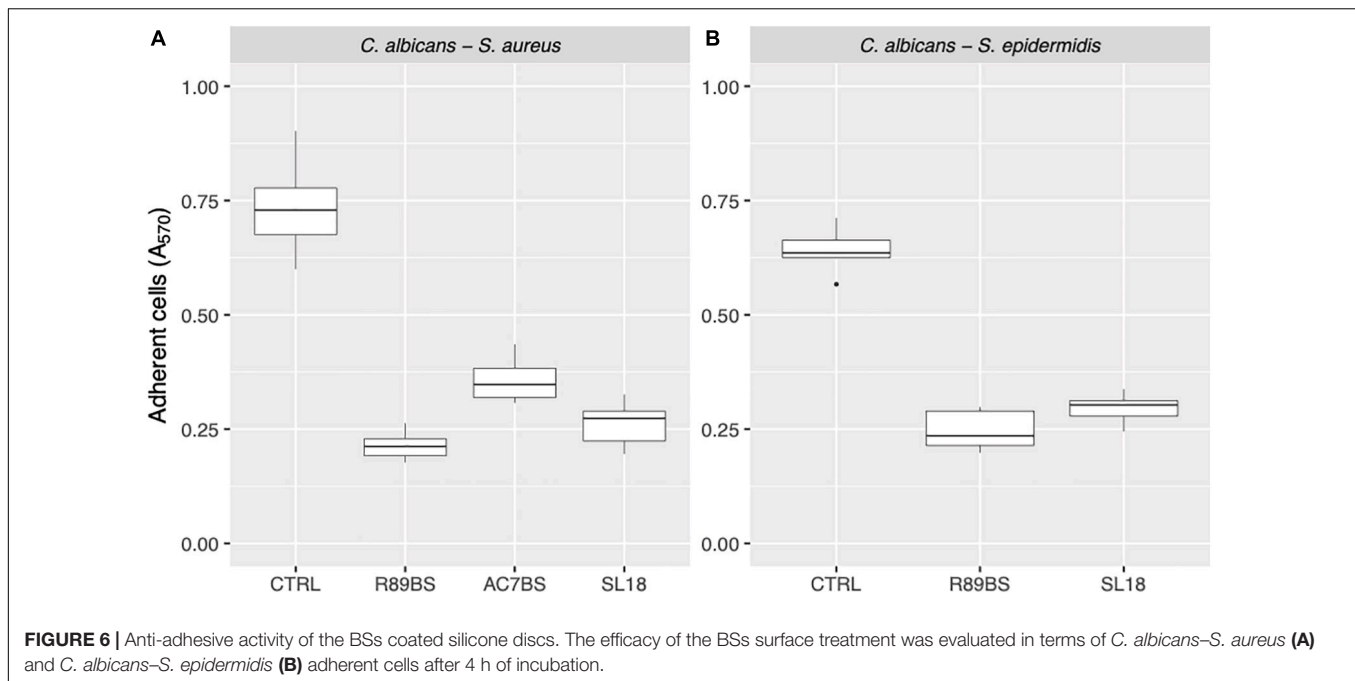 A
C. albicans – S. aureus
B
C. albicans – S. epidermidis
Adherent cells (A570)
1.00
0.75
0.50
0.25
0.00
CTRL
R89BS
AC7BS
SL18
1.00
0.75
0.50
0.25
0.00
CTRL
R89BS
SL18
FIGURE 6 | Anti-adhesive activity of the BSs coated silicone discs. The efficacy of the BSs surface treatment was evaluated in terms of C. albicans–S. aureus (A)
and C. albicans–S. epidermidis (B) adherent cells after 4 h of incubation.